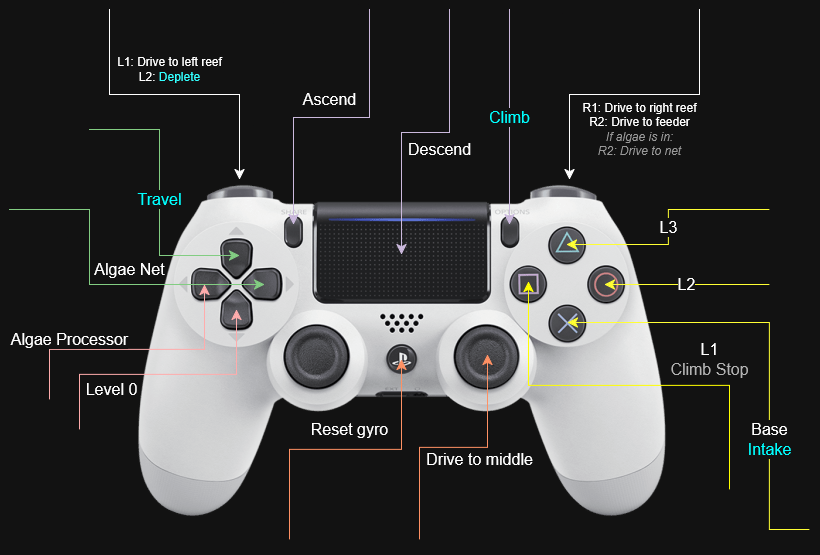 L1: Drive to left reef
L2: Deplete
Ascend
Climb
R1: Drive to right reef
R2: Drive to feeder
If algae is in:
R2: Drive to net
Descend
Travel
SHARE
OPTIONS
L3
Algae Net
L2
Algae Processor
L1
Climb Stop
Level 0
Reset gyro
Drive to middle
Base
Intake